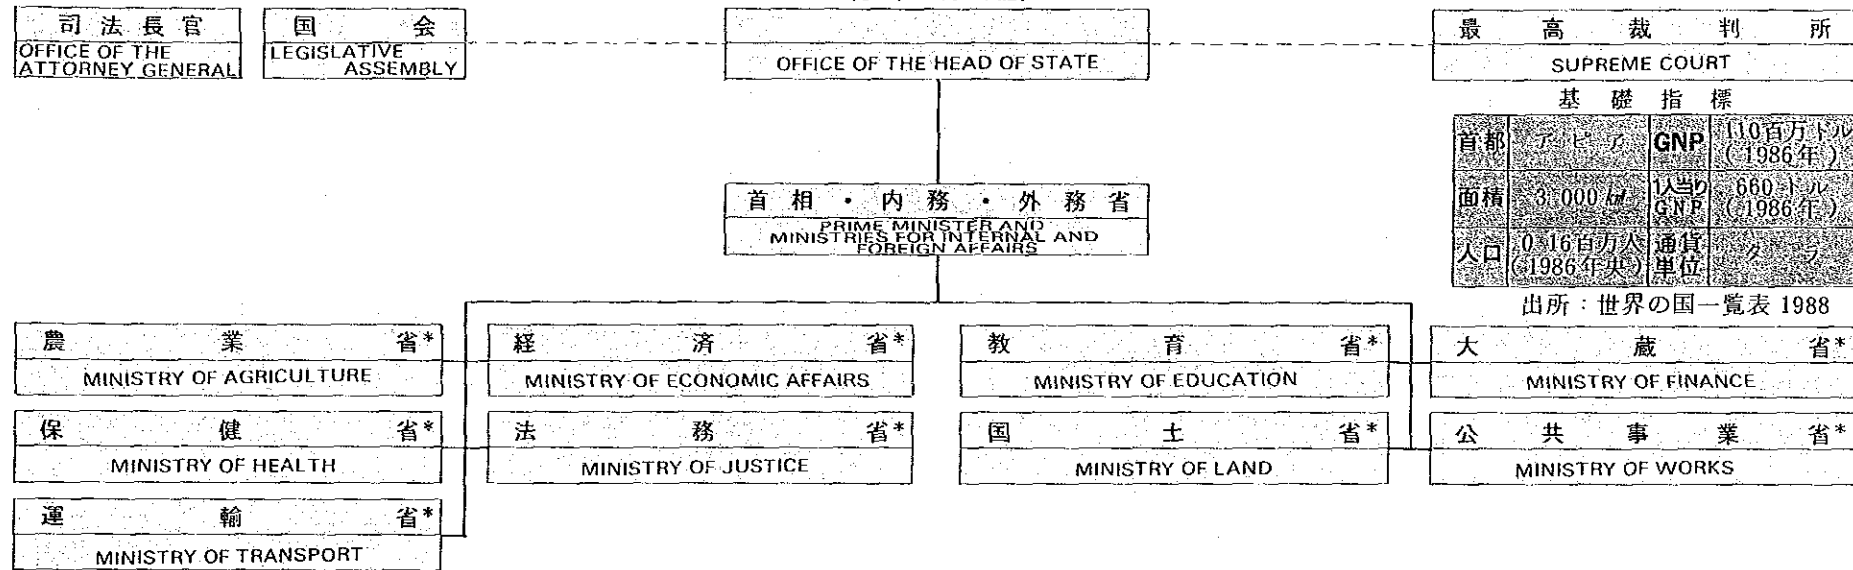 司法長官
OFFICE OF THE
ATTORNEY GENERAL
国会
LEGISLATIVE
ASSEMBLY
OFFICE OF THE HEAD OF STATE
最高裁判所
SUPREME COURT
基礎指標
首都 アピア GNP 110百万ドル
(1986年)
面積 3,000㎢ 1人当り
GNP 660ドル
(1986年)
人口 0.16百万人
(1986年央) 通貨
単位 タラ
出所：世界の国一覧表 1988
首相・内務・外務省
PRIME MINISTER AND
MINISTRIES FOR INTERNAL AND
FOREIGN AFFAIRS
農業省*
MINISTRY OF AGRICULTURE
経済省*
MINISTRY OF ECONOMIC AFFAIRS
教育省*
MINISTRY OF EDUCATION
大蔵省*
MINISTRY OF FINANCE
保健省*
MINISTRY OF HEALTH
法務省*
MINISTRY OF JUSTICE
国土省*
MINISTRY OF LAND
公共事業省*
MINISTRY OF WORKS
運輸省*
MINISTRY OF TRANSPORT